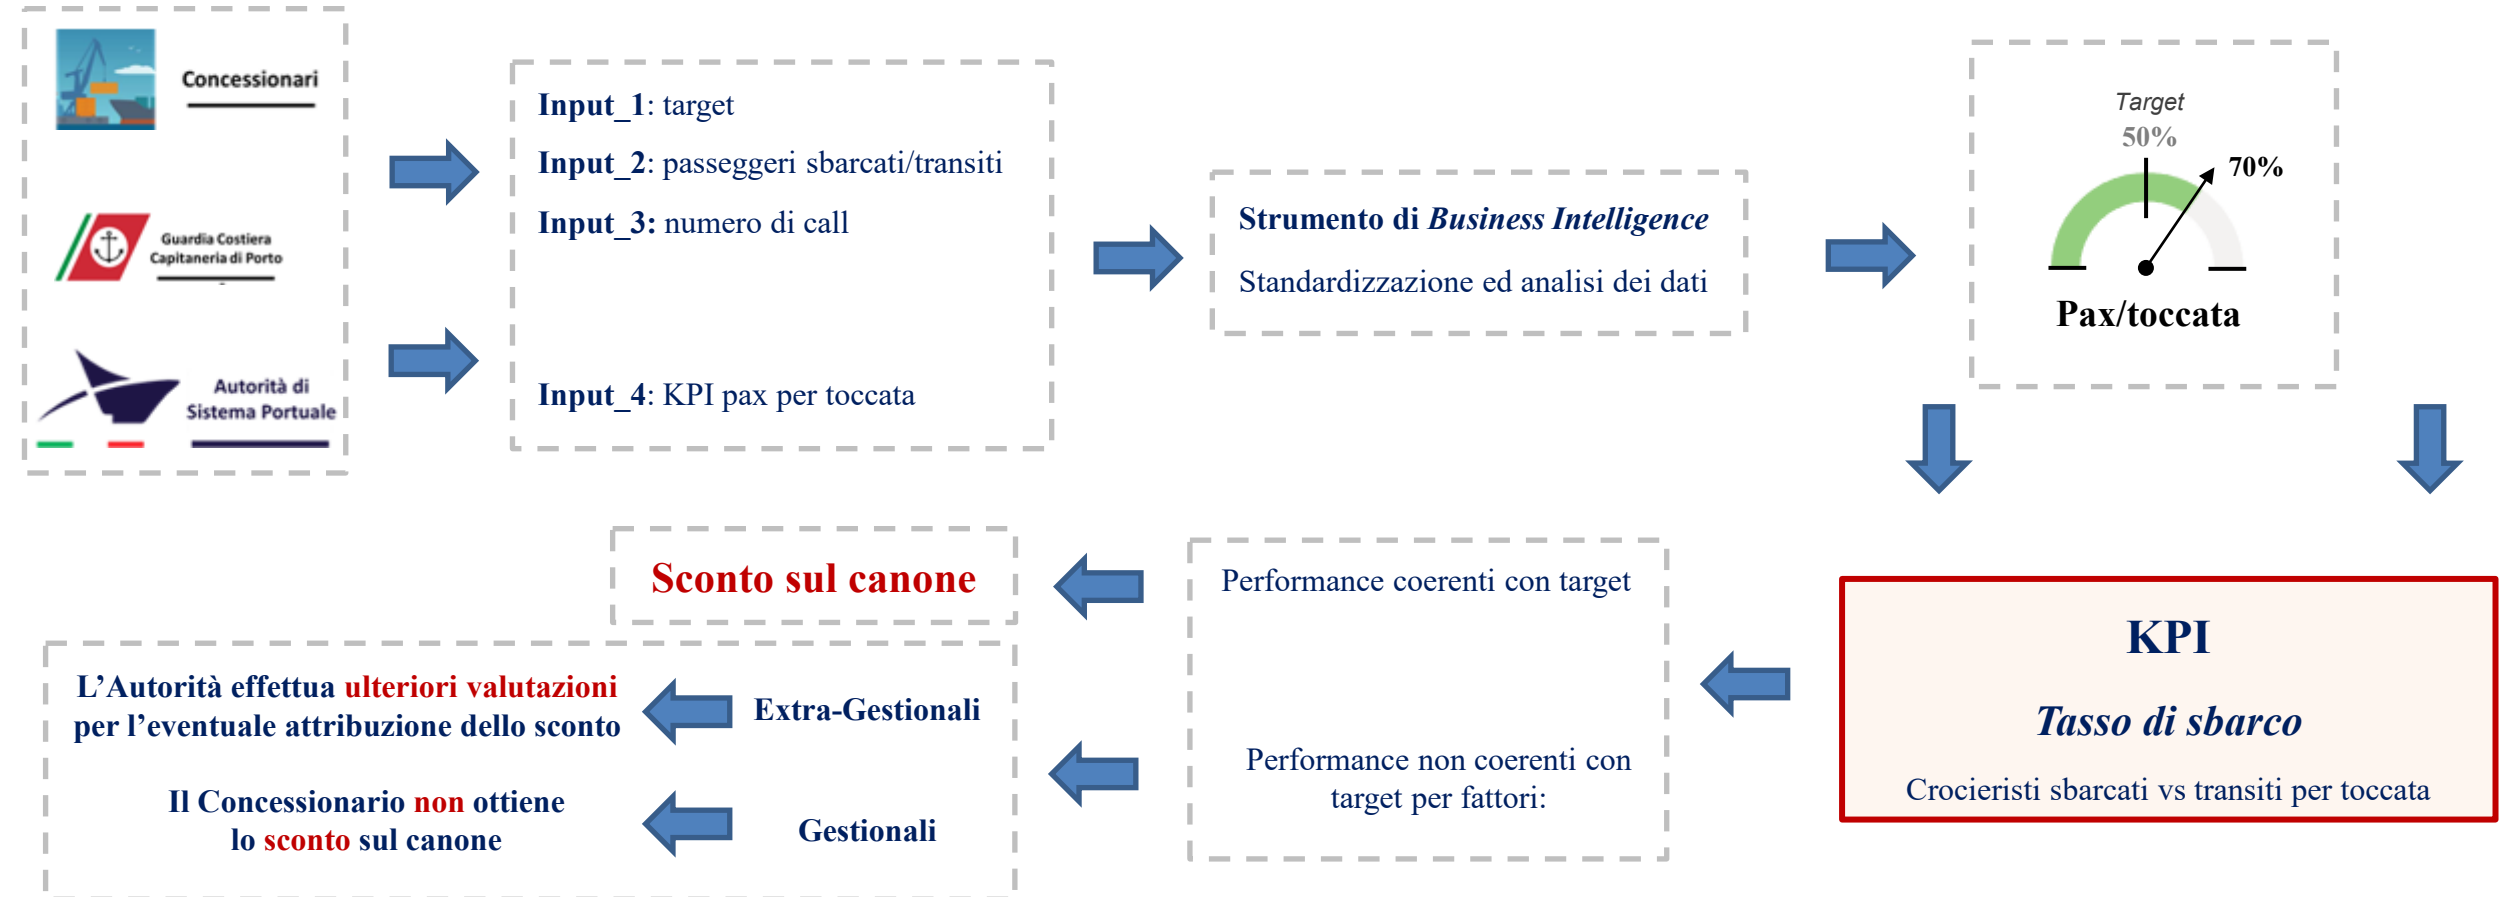 Concessionari
Guardia Costiera
Capitaneria di Porto
Autorità di
Sistema Portuale
Input_1: target
Input_2: passeggeri sbarcati/transiti
Input_3: numero di call
Input_4: KPI pax per toccata
Strumento di Business Intelligence
Standardizzazione ed analisi dei dati
Target
50%
70%
Pax/toccata
KPI
Tasso di sbarco
Crocieristi sbarcati vs transiti per toccata
Performance coerenti con target
Performance non coerenti con
target per fattori:
Sconto sul canone
Extra-Gestionali
L’Autorità effettua ulteriori valutazioni
per l’eventuale attribuzione dello sconto
Gestionali
Il Concessionario non ottiene
lo sconto sul canone